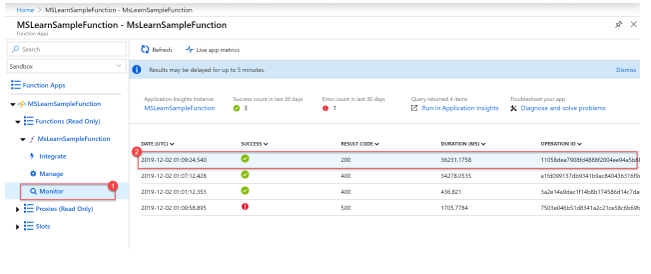 Home > MSLearnSampleFunction - MsLearnSampleFunction
MSLearnSampleFunction - MsLearnSampleFunction
Function Apps
Search
Refresh
Live app metrics
Sandbox
Results may be delayed for up to 5 minutes.
Dismiss
Function Apps
MSLearnSampleFunction
Functions (Read Only)
MsLearnSampleFunction
Integrate
Manage
Monitor
1
Proxies (Read Only)
Slots
Application Insights Instance
MSLearnSampleFunction
Success count in last 30 days
3
Error count in last 30 days
1
Query returned 4 items
Run in Application Insights
Troubleshoot your app
Diagnose and solve problems
DATE (UTC) SUCCESS RESULT CODE DURATION (MS) OPERATION ID
2
2019-12-02 01:09:24.540 200 36231.1758
2019-12-02 01:07:12.428 400 34278.0535
2019-12-02 01:01:12.353 400 436.821
2019-12-02 01:00:58.895 500 1705.7784